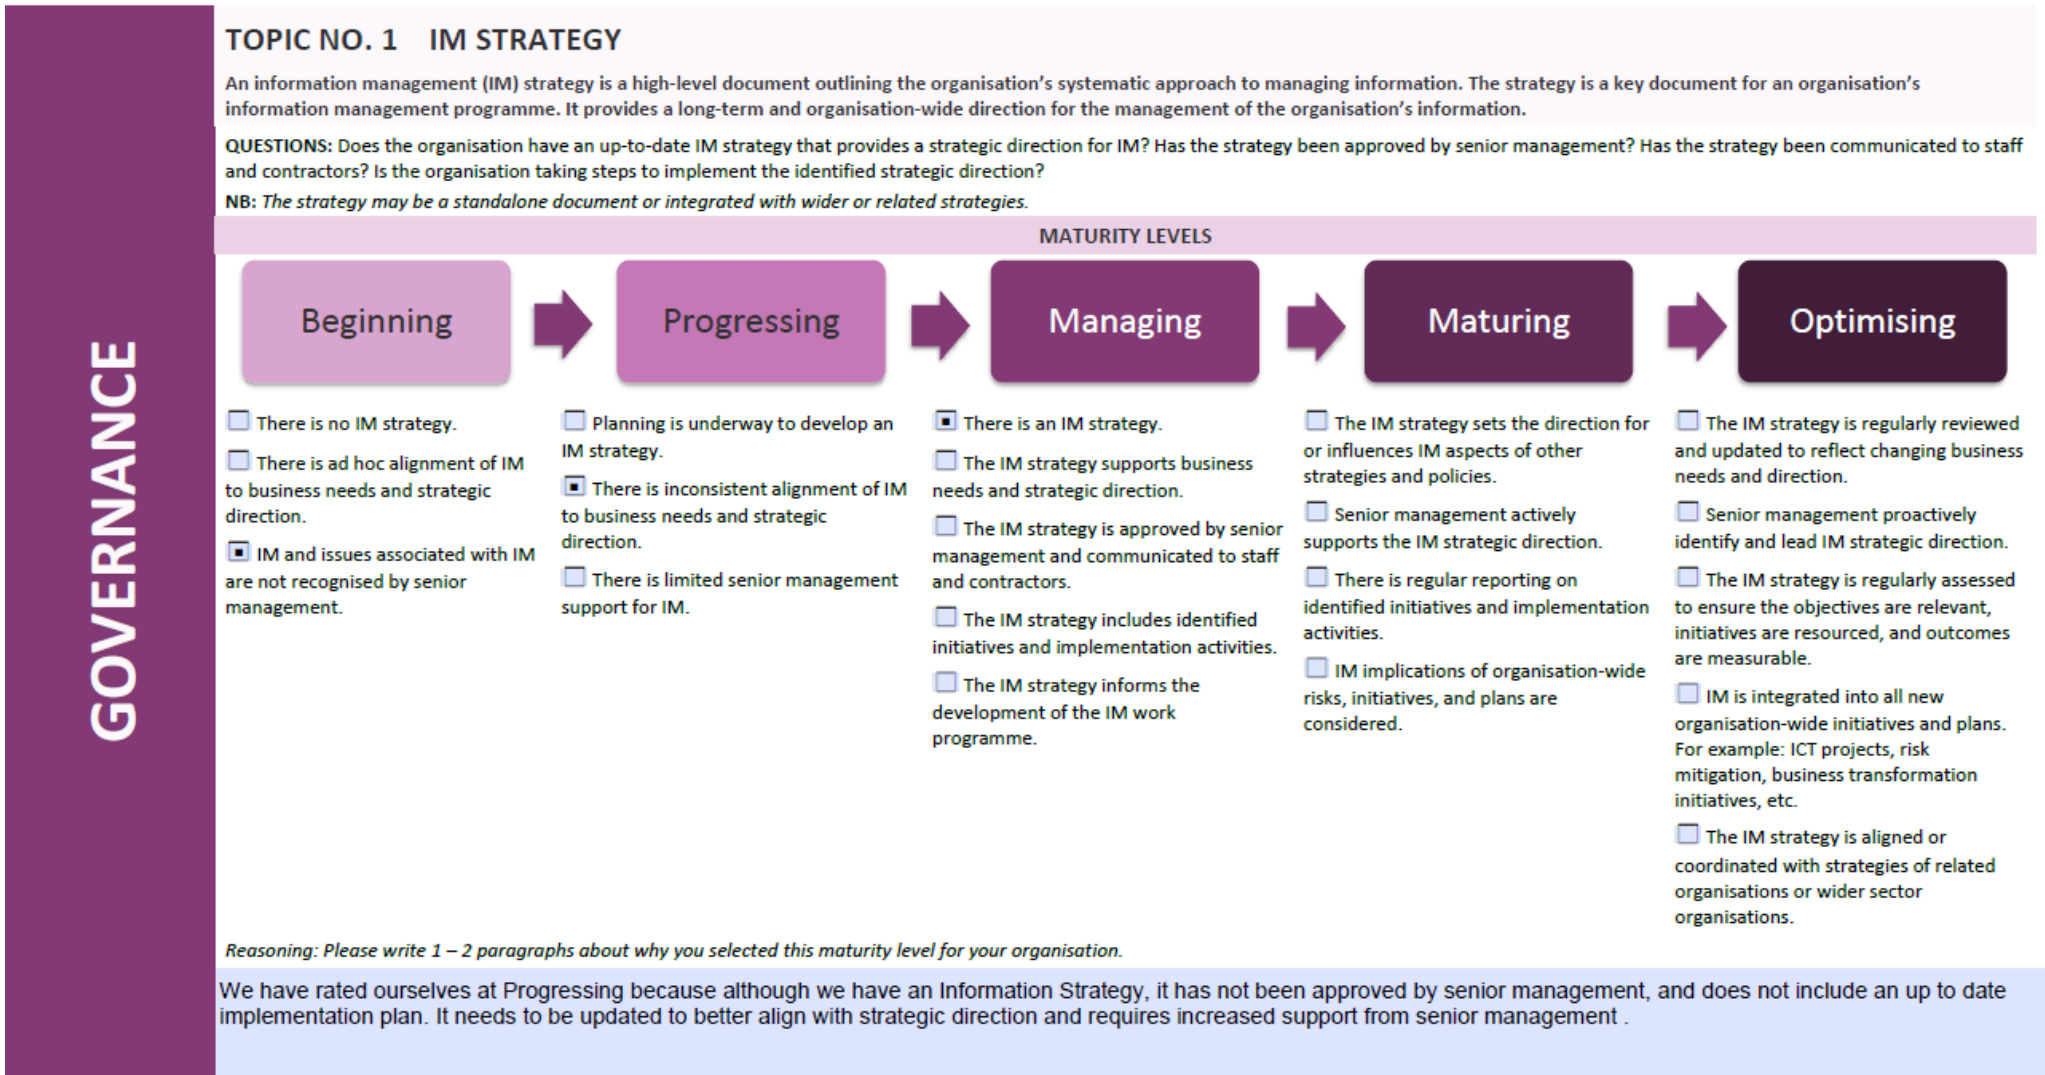 GOVERNANCE
TOPIC NO. 1 IM STRATEGY
An information management (IM) strategy is a high-level document outlining the organisation’s systematic approach to managing information. The strategy is a key document for an organisation’s
information management programme. It provides a long-term and organisation-wide direction for the management of the organisation’s information.
QUESTIONS: Does the organisation have an up-to-date IM strategy that provides a strategic direction for IM? Has the strategy been approved by senior management? Has the strategy been communicated to staff
and contractors? Is the organisation taking steps to implement the identified strategic direction?
NB: The strategy may be a standalone document or integrated with wider or related strategies.
MATURITY LEVELS
Beginning
Progressing
Managing
Maturing
Optimising
There is no IM strategy.
There is ad hoc alignment of IM
to business needs and strategic
direction.
IM and issues associated with IM
are not recognised by senior
management.
Planning is underway to develop an
IM strategy.
There is inconsistent alignment of IM
to business needs and strategic
direction.
There is limited senior management
support for IM.
There is an IM strategy.
The IM strategy supports business
needs and strategic direction.
The IM strategy is approved by senior
management and communicated to staff
and contractors.
The IM strategy includes identified
initiatives and implementation activities.
The IM strategy informs the
development of the IM work
programme.
The IM strategy sets the direction for
or influences IM aspects of other
strategies and policies.
Senior management actively
supports the IM strategic direction.
There is regular reporting on
identified initiatives and implementation
activities.
IM implications of organisation-wide
risks, initiatives, and plans are
considered.
The IM strategy is regularly reviewed
and updated to reflect changing business
needs and direction.
Senior management proactively
identify and lead IM strategic direction.
The IM strategy is regularly assessed
to ensure the objectives are relevant,
initiatives are resourced, and outcomes
are measurable.
IM is integrated into all new
organisation-wide initiatives and plans.
For example: ICT projects, risk
mitigation, business transformation
initiatives, etc.
The IM strategy is aligned or
coordinated with strategies of related
organisations or wider sector
organisations.
Reasoning: Please write 1 – 2 paragraphs about why you selected this maturity level for your organisation.
We have rated ourselves at Progressing because although we have an Information Strategy, it has not been approved by senior management, and does not include an up to date
implementation plan. It needs to be updated to better align with strategic direction and requires increased support from senior management .